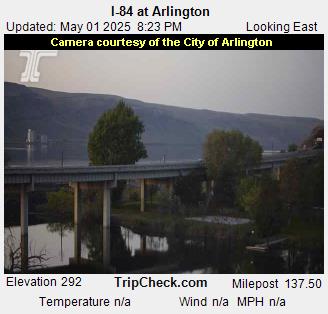 I-84 at Arlington
Updated: May 01 2025 8:23 PM Looking East
Camera courtesy of the City of Arlington
Elevation 292 TripCheck.com Milepost 137.50
Temperature n/a Wind n/a MPH n/a